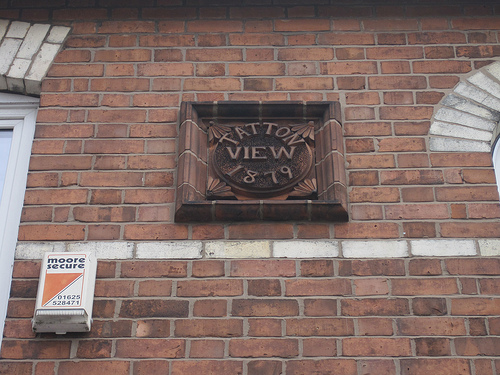 TATTON
VIEW
1879
moore
secure
01625
528471